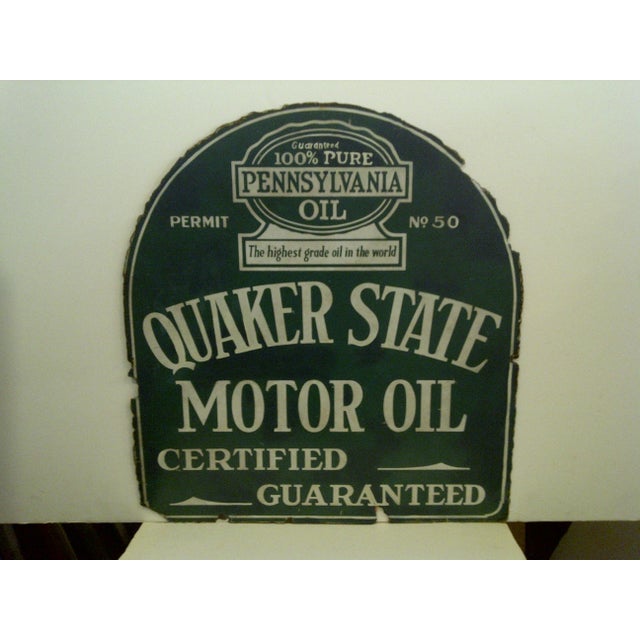 Guaranteed
100% PURE
PENNSYLVANIA
OIL
PERMIT Nº 50
The highest grade oil in the world
QUAKER STATE
MOTOR OIL
CERTIFIED
GUARANTEED